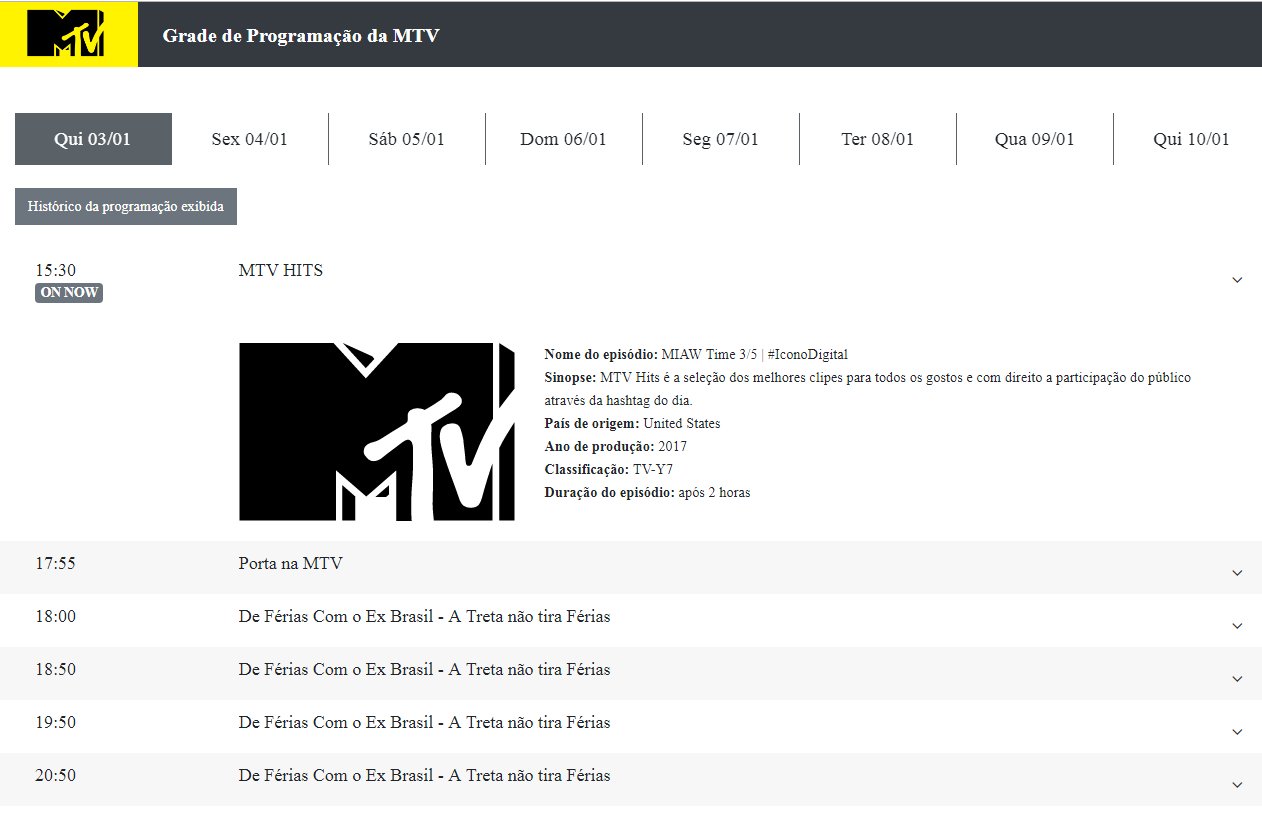 MTV
Grade de Programação da MTV
Qui 03/01
Sex 04/01
Sáb 05/01
Dom 06/01
Seg 07/01
Ter 08/01
Qua 09/01
Qui 10/01
Histórico da programação exibida
15:30 MTV HITS
ON NOW
MTV
Nome do episódio: MIAW Time 3/5 | #IconoDigital
Sinopse: MTV Hits é a seleção dos melhores clipes para todos os gostos e com direito a participação do público
através da hashtag do dia.
País de origem: United States
Ano de produção: 2017
Classificação: TV-Y7
Duração do episódio: após 2 horas
17:55 Porta na MTV
18:00 De Férias Com o Ex Brasil - A Treta não tira Férias
18:50 De Férias Com o Ex Brasil - A Treta não tira Férias
19:50 De Férias Com o Ex Brasil - A Treta não tira Férias
20:50 De Férias Com o Ex Brasil - A Treta não tira Férias